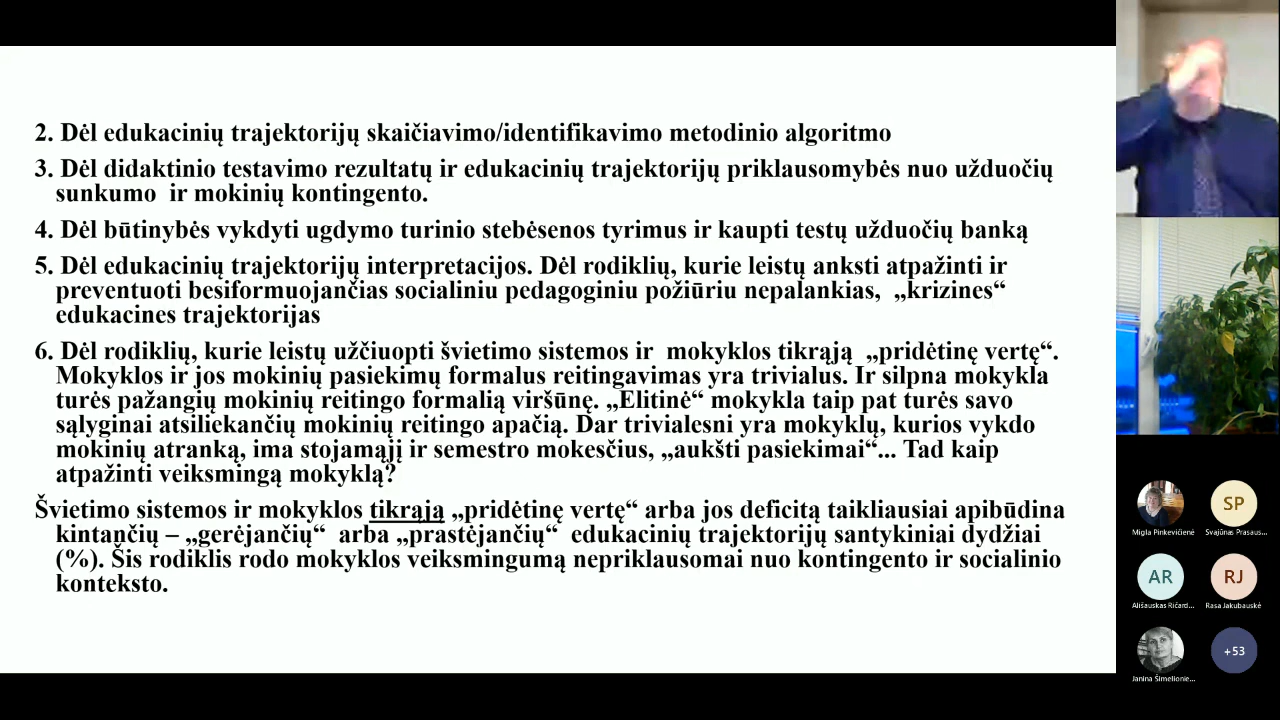 2. Dėl edukacinių trajektorijų skaičiavimo/identifikavimo metodinio algoritmo
3. Dėl didaktinio testavimo rezultatų ir edukacinių trajektorijų priklausomybės nuo užduočių
sunkumo ir mokinių kontingento.
4. Dėl būtinybės vykdyti ugdymo turinio stebėsenos tyrimus ir kaupti testų užduočių banką
5. Dėl edukacinių trajektorijų interpretacijos. Dėl rodiklių, kurie leistų anksti atpažinti ir
preventuoti besiformuojančias socialiniu pedagoginiu požiūriu nepalankias, „krizines“
edukacines trajektorijas
6. Dėl rodiklių, kurie leistų užčiuopti švietimo sistemos ir mokyklos tikrąją „pridėtinę vertę“.
Mokyklos ir jos mokinių pasiekimų formalus reitingavimas yra trivialus. Ir silpna mokykla
turės pažangių mokinių reitingo formalią viršūnę. „Elitinė“ mokykla taip pat turės savo
sąlyginai atsiliekančių mokinių reitingo apačią. Dar trivialesni yra mokyklų, kurios vykdo
mokinių atranką, ima stojamąjį ir semestro mokesčius, „aukšti pasiekimai“... Tad kaip
atpažinti veiksmingą mokyklą?
Švietimo sistemos ir mokyklos tikrąją „pridėtinę vertę“ arba jos deficitą taikliausiai apibūdina
kintančių – „gerėjančių“ arba „prastėjančių“ edukacinių trajektorijų santykiniai dydžiai
(%). Šis rodiklis rodo mokyklos veiksmingumą nepriklausomai nuo kontingento ir socialinio
konteksto.
SP
Migla Pinkevičienė
Svajūnas Prasaus...
AR
RJ
Ališauskas Ričard...
Rasa Jakubauskė
+53
Janina Šimelionie...